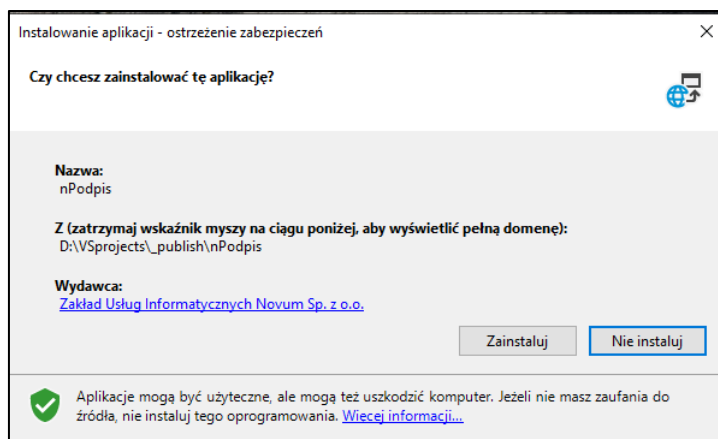 Instalowanie aplikacji - ostrzeżenie zabezpieczeń
Czy chcesz zainstalować tę aplikację?
Nazwa:
nPodpis
Z (zatrzymaj wskaźnik myszy na ciągu poniżej, aby wyświetlić pełną domenę):
D:\VSprojects\_publish\nPodpis
Wydawca:
Zakład Usług Informatycznych Novum Sp. z o.o.
Zainstaluj Nie instaluj
Aplikacje mogą być użyteczne, ale mogą też uszkodzić komputer. Jeżeli nie masz zaufania do
źródła, nie instaluj tego oprogramowania. Więcej informacji...